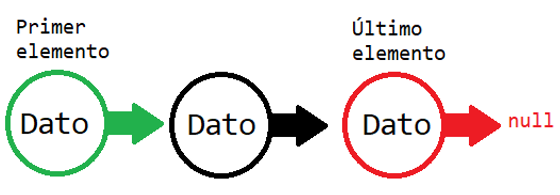 Primer
elemento
Último
elemento
Dato
Dato
Dato
null